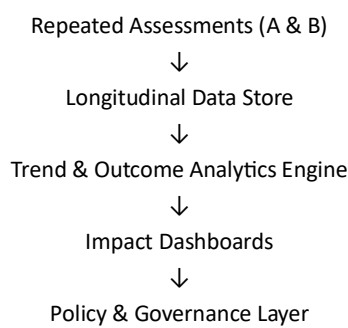 Repeated Assessments (A & B)
↓
Longitudinal Data Store
↓
Trend & Outcome Analytics Engine
↓
Impact Dashboards
↓
Policy & Governance Layer